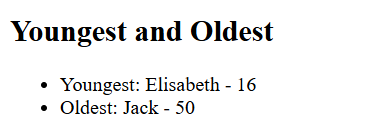 Youngest and Oldest
• Youngest: Elisabeth - 16
• Oldest: Jack - 50